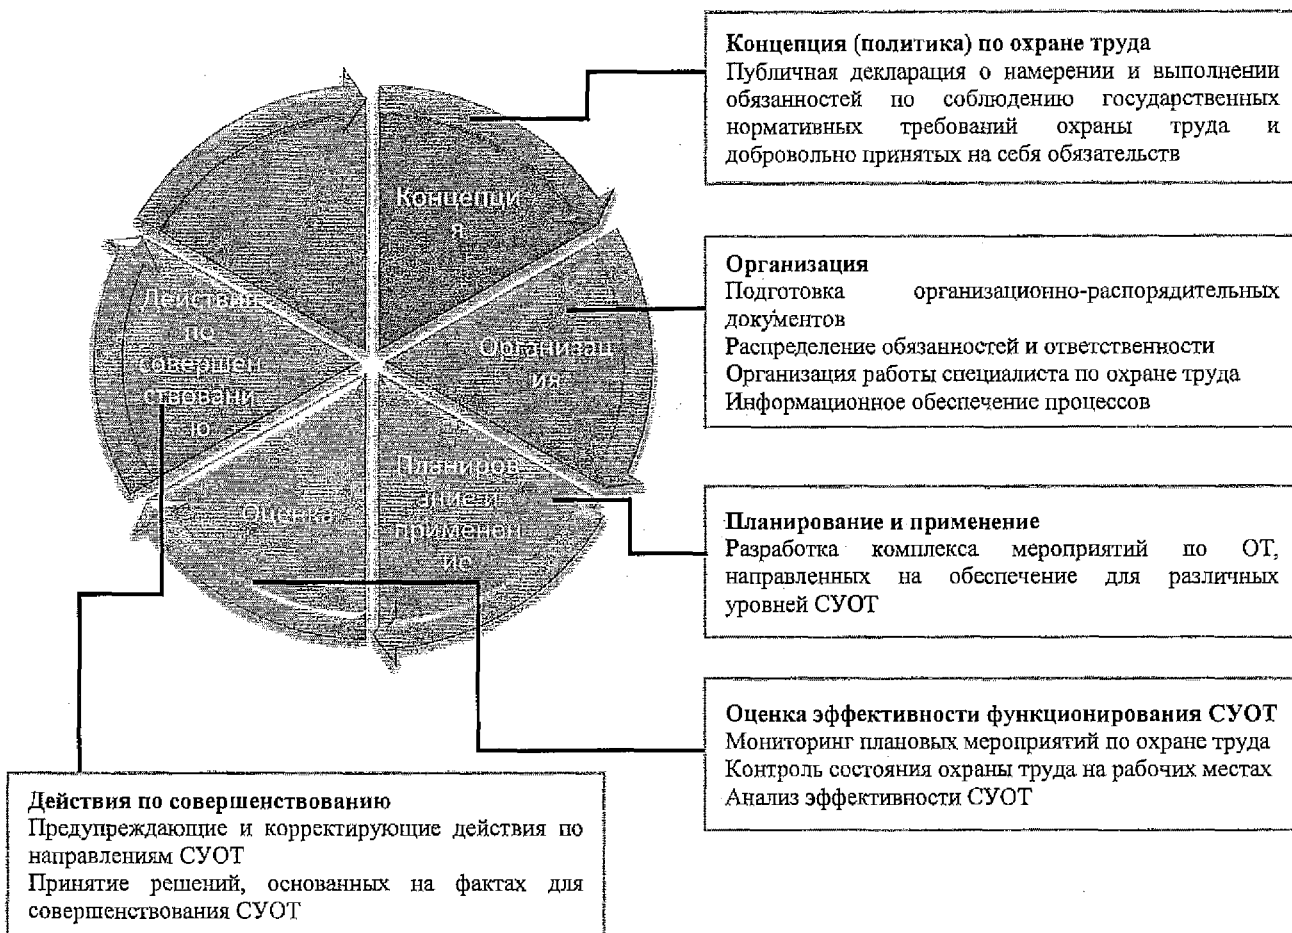 Концепция (политика) по охране труда
Публичная декларация о намерении и выполнении
обязанностей по соблюдению государственных
нормативных требований охраны труда и
добровольно принятых на себя обязательств
Концепци
я
Организация
Подготовка организационно-распорядительных
документов
Распределение обязанностей и ответственности
Организация работы специалиста по охране труда
Информационное обеспечение процессов
Организац
ия
Планирование и применение
Разработка комплекса мероприятий по ОТ,
направленных на обеспечение для различных
уровней СУОТ
Планиров
ание и
применен
ие
Оценка эффективности функционирования СУОТ
Мониторинг плановых мероприятий по охране труда
Контроль состояния охраны труда на рабочих местах
Анализ эффективности СУОТ
Оценка
Действия
по
совершен
ствовани
ю
Действия по совершенствованию
Предупреждающие и корректирующие действия по
направлениям СУОТ
Принятие решений, основанных на фактах для
совершенствования СУОТ